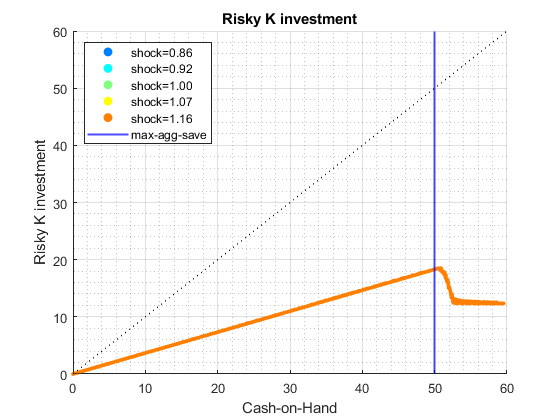 Risky K investment
60
50
40
30
20
10
0
Risky K investment
shock=0.86
shock=0.92
shock=1.00
shock=1.07
shock=1.16
max-agg-save
0 10 20 30 40 50 60
Cash-on-Hand